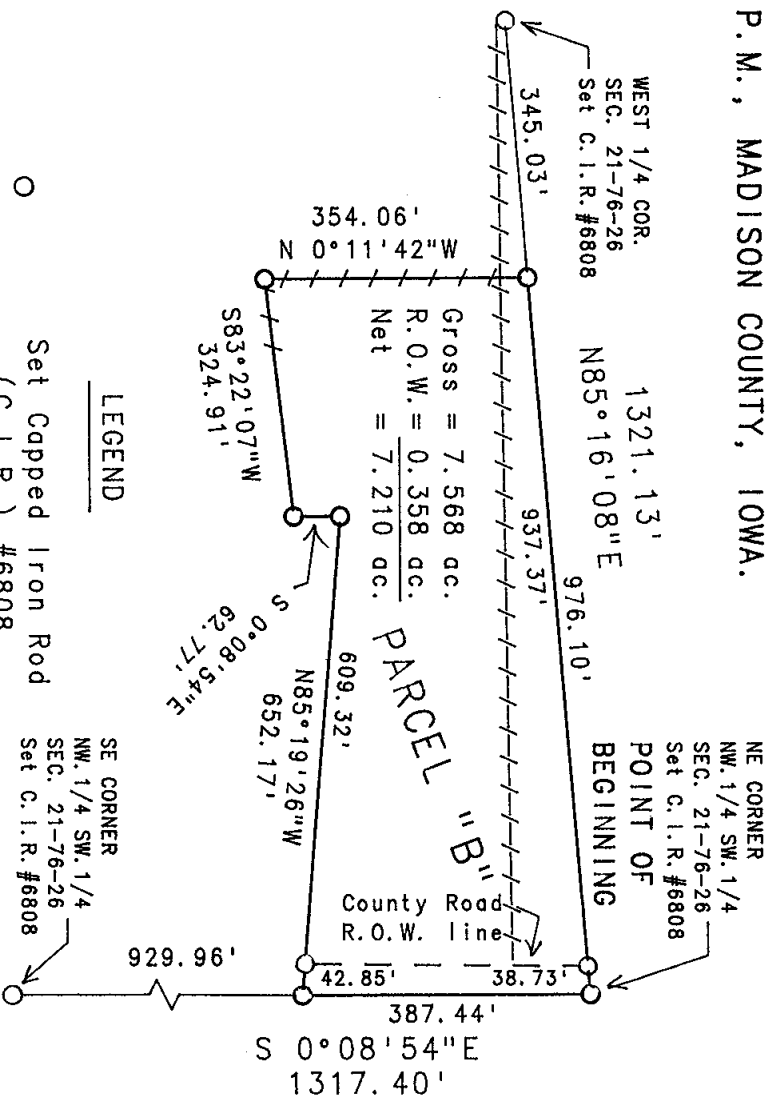 P.M., MADISON COUNTY, IOWA.
WEST 1/4 COR.
SEC. 21-76-26
Set C.I.R. #6808
345.03'
1321.13'
N85°16'08"E
976.10'
937.37'
NE CORNER
NW.1/4 SW.1/4
SEC. 21-76-26
Set C.I.R. #6808
POINT OF
BEGINNING
354.06'
N 0°11'42"W
Gross = 7.568 ac.
R.O.W. = 0.358 ac.
Net = 7.210 ac.
PARCEL "B"
County Road
R.O.W. line
S83°22'07"W
324.91'
S 0°08'54"E
62.77'
609.32'
N85°19'26"W
652.17'
42.85'
38.73'
387.44'
S 0°08'54"E
1317.40'
929.96'
SE CORNER
NW.1/4 SW.1/4
SEC. 21-76-26
Set C.I.R. #6808
LEGEND
Set Capped Iron Rod
(C.I.R.) #6808